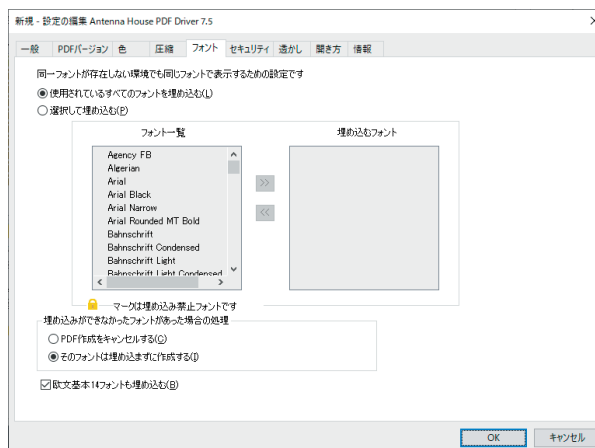 新規 - 設定の編集 Antenna House PDF Driver 7.5
一般 PDFバージョン 色 圧縮 フォント セキュリティ 透かし 開き方 情報
同一フォントが存在しない環境でも同じフォントで表示するための設定です
使用されているすべてのフォントを埋め込む(L)
選択して埋め込む(P)
フォント一覧 埋め込むフォント
Agency FB
Algerian
Arial
Arial Black
Arial Narrow
Arial Rounded MT Bold
Bahnschrift
Bahnschrift Condensed
Bahnschrift Light
Bahnschrift Light Condensed
>>
<<
マークは埋め込み禁止フォントです
埋め込みができなかったフォントがあった場合の処理
PDF作成をキャンセルする(C)
そのフォントは埋め込まずに作成する(I)
欧文基本14フォントも埋め込む(B)
OK キャンセル